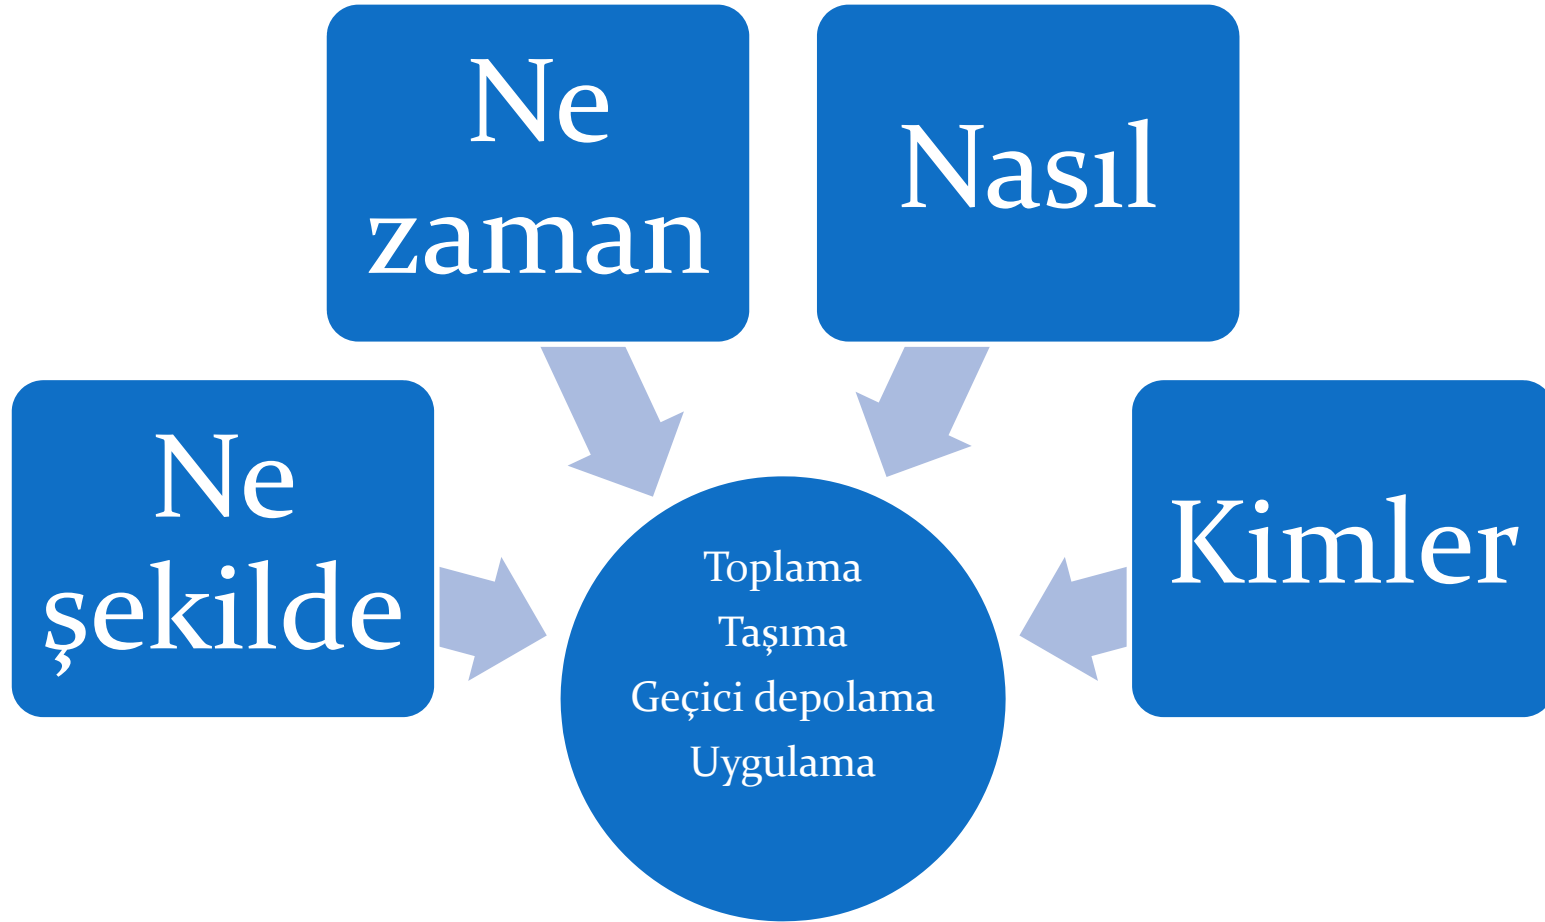 Ne
zaman
Nasıl
Ne
şekilde
Kimler
Toplama
Taşıma
Geçici depolama
Uygulama